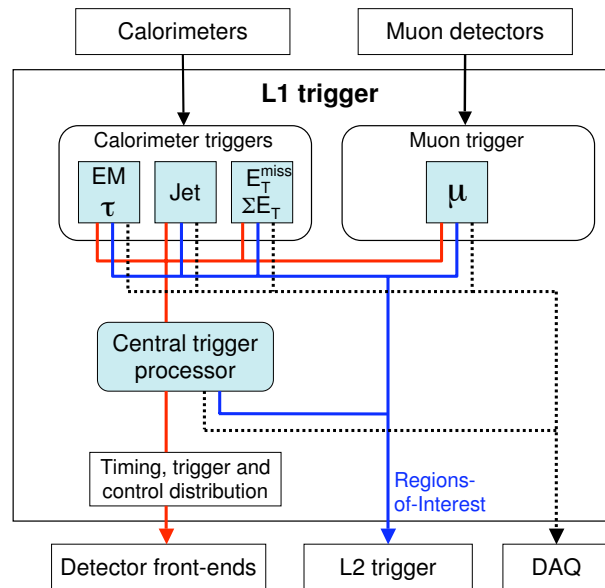 Calorimeters
Muon detectors
L1 trigger
Calorimeter triggers
Muon trigger
EM
τ
Jet
E_T^miss
ΣE_T
μ
Central trigger
processor
Timing, trigger and
control distribution
Regions-
of-Interest
Detector front-ends
L2 trigger
DAQ